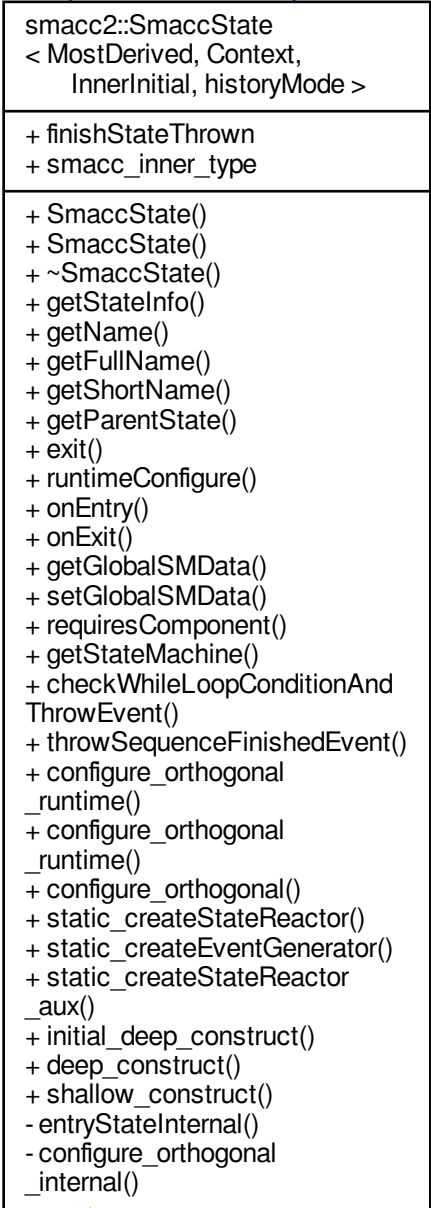 smacc2::SmaccState
< MostDerived, Context,
InnerInitial, historyMode >
+ finishStateThrown
+ smacc_inner_type
+ SmaccState()
+ SmaccState()
+ ~SmaccState()
+ getStateInfo()
+ getName()
+ getFullName()
+ getShortName()
+ getParentState()
+ exit()
+ runtimeConfigure()
+ onEntry()
+ onExit()
+ getGlobalSMData()
+ setGlobalSMData()
+ requiresComponent()
+ getStateMachine()
+ checkWhileLoopConditionAnd
ThrowEvent()
+ throwSequenceFinishedEvent()
+ configure_orthogonal
_runtime()
+ configure_orthogonal
_runtime()
+ configure_orthogonal()
+ static_createStateReactor()
+ static_createEventGenerator()
+ static_createStateReactor
_aux()
+ initial_deep_construct()
+ deep_construct()
+ shallow_construct()
- entryStateInternal()
- configure_orthogonal
_internal()